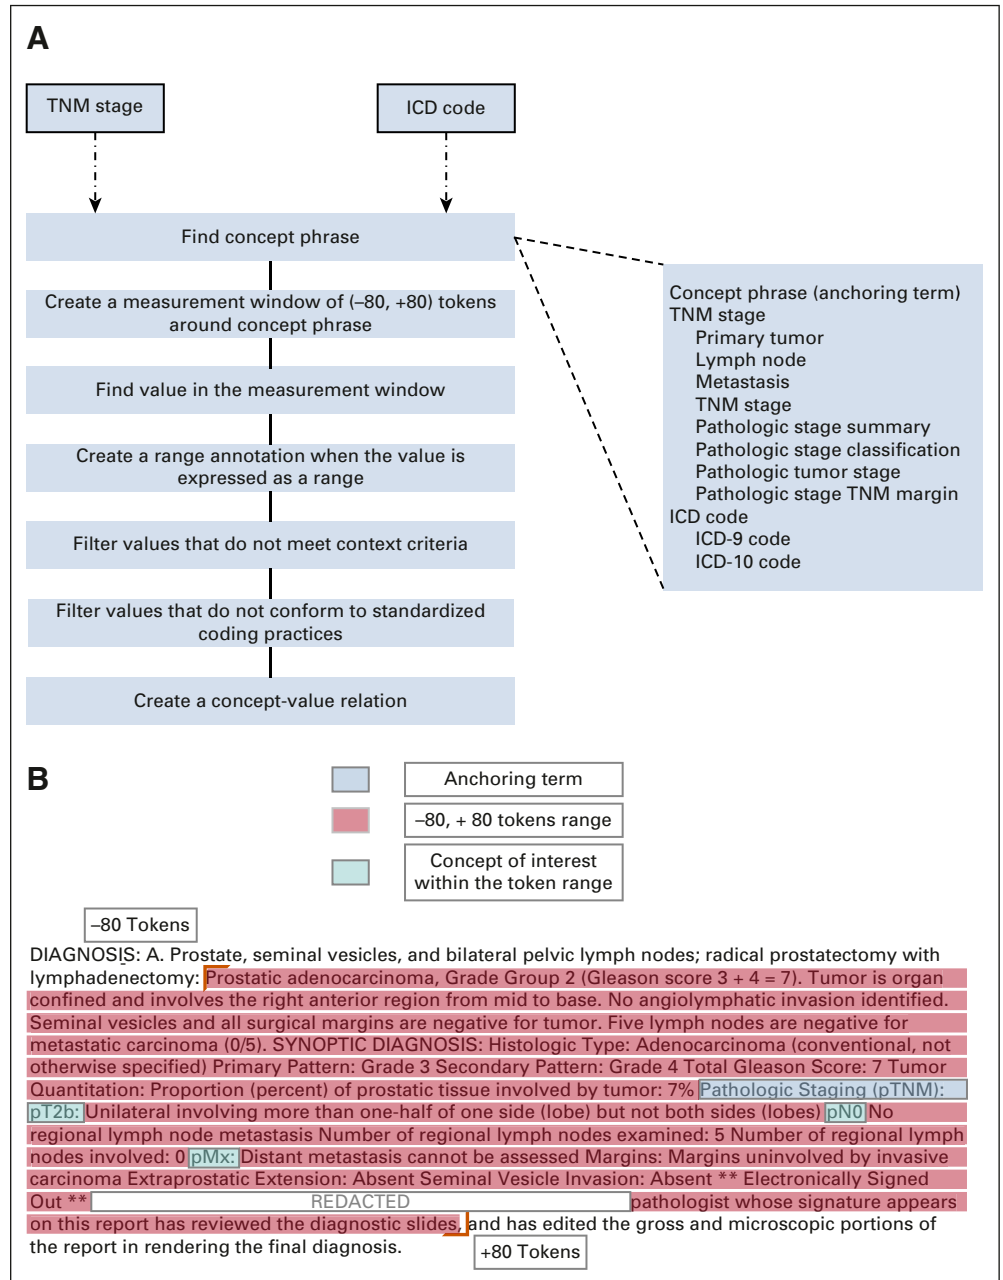 A
TNM stage
ICD code
Find concept phrase
Create a measurement window of (–80, +80) tokens
around concept phrase
Find value in the measurement window
Create a range annotation when the value is
expressed as a range
Filter values that do not meet context criteria
Filter values that do not conform to standardized
coding practices
Create a concept-value relation
Concept phrase (anchoring term)
TNM stage
Primary tumor
Lymph node
Metastasis
TNM stage
Pathologic stage summary
Pathologic stage classification
Pathologic tumor stage
Pathologic stage TNM margin
ICD code
ICD-9 code
ICD-10 code
B
Anchoring term
–80, + 80 tokens range
Concept of interest
within the token range
–80 Tokens
DIAGNOSIS: A. Prostate, seminal vesicles, and bilateral pelvic lymph nodes; radical prostatectomy with
lymphadenectomy: Prostatic adenocarcinoma, Grade Group 2 (Gleason score 3 + 4 = 7). Tumor is organ
confined and involves the right anterior region from mid to base. No angiolymphatic invasion identified.
Seminal vesicles and all surgical margins are negative for tumor. Five lymph nodes are negative for
metastatic carcinoma (0/5). SYNOPTIC DIAGNOSIS: Histologic Type: Adenocarcinoma (conventional, not
otherwise specified) Primary Pattern: Grade 3 Secondary Pattern: Grade 4 Total Gleason Score: 7 Tumor
Quantitation: Proportion (percent) of prostatic tissue involved by tumor: 7% Pathologic Staging (pTNM):
pT2b: Unilateral involving more than one-half of one side (lobe) but not both sides (lobes) pN0 No
regional lymph node metastasis Number of regional lymph nodes examined: 5 Number of regional lymph
nodes involved: 0 pMx: Distant metastasis cannot be assessed Margins: Margins uninvolved by invasive
carcinoma Extraprostatic Extension: Absent Seminal Vesicle Invasion: Absent ** Electronically Signed
Out ** REDACTED pathologist whose signature appears
on this report has reviewed the diagnostic slides, and has edited the gross and microscopic portions of
the report in rendering the final diagnosis.
+80 Tokens